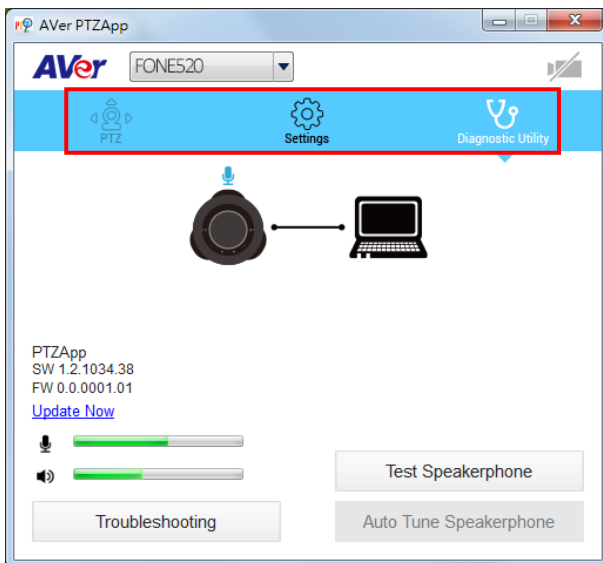 AVer PTZApp
AVer FONE520
PTZ Settings Diagnostic Utility
PTZApp
SW 1.2.1034.38
FW 0.0.0001.01
Update Now
Test Speakerphone
Troubleshooting Auto Tune Speakerphone